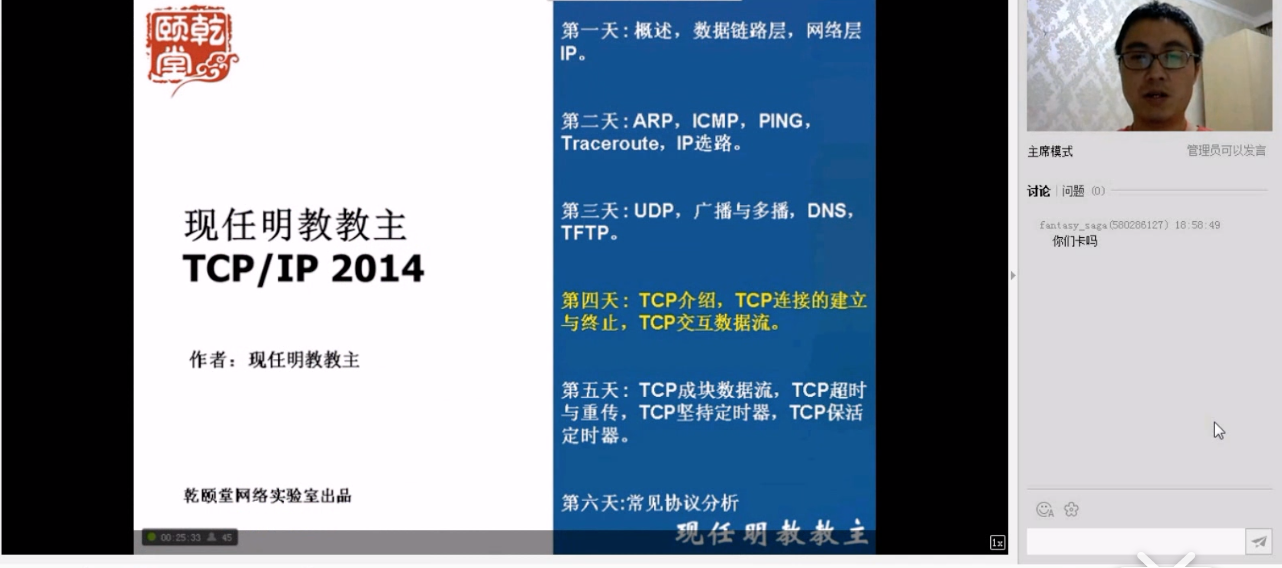 乾颐堂
现任明教教主
TCP/IP 2014
作者：现任明教教主
乾颐堂网络实验室出品
00:25:33 45
第一天：概述，数据链路层，网络层
IP。
第二天：ARP，ICMP，PING，
Traceroute，IP选路。
第三天：UDP，广播与多播，DNS，
TFTP。
第四天：TCP介绍，TCP连接的建立
与终止，TCP交互数据流。
第五天：TCP成块数据流，TCP超时
与重传，TCP坚持定时器，TCP保活
定时器。
第六天:常见协议分析
现任明教教主
1x
主席模式 管理员可以发言
讨论 | 问题 (0)
fantasy_saga(580286127) 18:58:49
你们卡吗